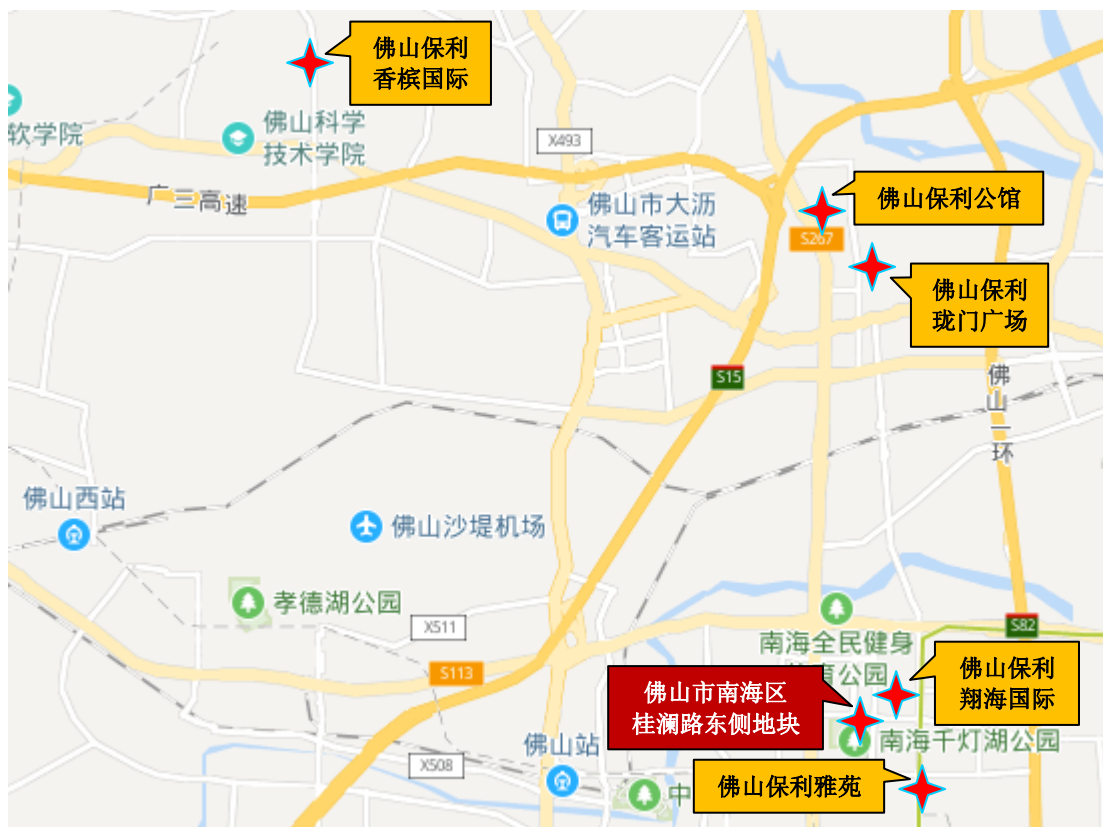 佛山保利
香槟国际
软学院
佛山科学
技术学院
X493
广三高速
佛山市大沥
汽车客运站
佛山保利公馆
S267
佛山保利
珑门广场
S15
佛山一环
佛山西站
佛山沙堤机场
孝德湖公园
X511
S82
南海全民健身
育公园
S113
佛山保利
翔海国际
佛山市南海区
桂澜路东侧地块
南海千灯湖公园
佛山站
X508
佛山保利雅苑
中